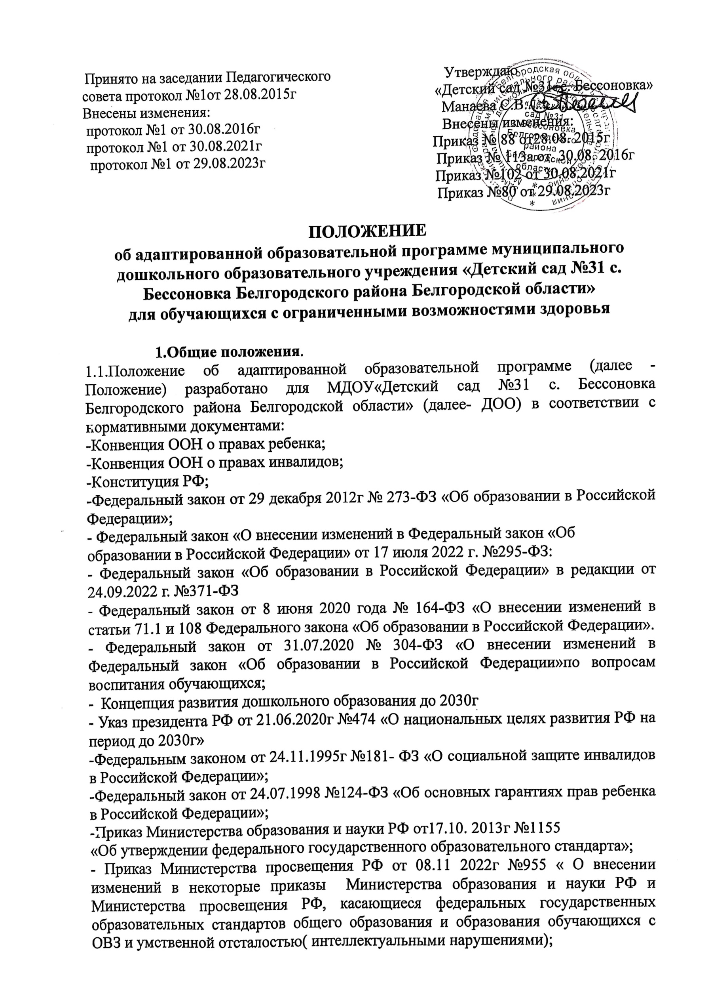 Принято на заседании Педагогического
совета протокол №1от 28.08.2015г
Внесены изменения:
протокол №1 от 30.08.2016г
протокол №1 от 30.08.2021г
протокол №1 от 29.08.2023г
Утверждаю
«Детский сад №31 с. Бессоновка»
Манаева С.В.
Внесены изменения:
Приказ № 88 от28.08. 2015г
Приказ № 113а от 30.08. 2016г
Приказ №102 от 30.08.2021г
Приказ №80 от 29.08.2023г
«Детский
сад №31
с. Бессоновка
Белгородского
района
Белгородской
области»
ПОЛОЖЕНИЕ
об адаптированной образовательной программе муниципального
дошкольного образовательного учреждения «Детский сад №31 с.
Бессоновка Белгородского района Белгородской области»
для обучающихся с ограниченными возможностями здоровья
1.Общие положения.
1.1.Положение об адаптированной образовательной программе (далее -
Положение) разработано для МДОУ«Детский сад №31 с. Бессоновка
Белгородского района Белгородской области» (далее- ДОО) в соответствии с
нормативными документами:
-Конвенция ООН о правах ребенка;
-Конвенция ООН о правах инвалидов;
-Конституция РФ;
-Федеральный закон от 29 декабря 2012г № 273-ФЗ «Об образовании в Российской
Федерации»;
- Федеральный закон «О внесении изменений в Федеральный закон «Об
образовании в Российской Федерации» от 17 июля 2022 г. №295-ФЗ:
- Федеральный закон «Об образовании в Российской Федерации» в редакции от
24.09.2022 г. №371-ФЗ
- Федеральный закон от 8 июня 2020 года № 164-ФЗ «О внесении изменений в
статьи 71.1 и 108 Федерального закона «Об образовании в Российской Федерации».
- Федеральный закон от 31.07.2020 № 304-ФЗ «О внесении изменений в
Федеральный закон «Об образовании в Российской Федерации»по вопросам
воспитания обучающихся;
- Концепция развития дошкольного образования до 2030г
- Указ президента РФ от 21.06.2020г №474 «О национальных целях развития РФ на
период до 2030г»
-Федеральным законом от 24.11.1995г №181- ФЗ «О социальной защите инвалидов
в Российской Федерации»;
-Федеральный закон от 24.07.1998 №124-ФЗ «Об основных гарантиях прав ребенка
в Российской Федерации»;
-Приказ Министерства образования и науки РФ от17.10. 2013г №1155
«Об утверждении федерального государственного образовательного стандарта»;
- Приказ Министерства просвещения РФ от 08.11 2022г №955 « О внесении
изменений в некоторые приказы Министерства образования и науки РФ и
Министерства просвещения РФ, касающиеся федеральных государственных
образовательных стандартов общего образования и образования обучающихся с
ОВЗ и умственной отсталостью( интеллектуальными нарушениями);